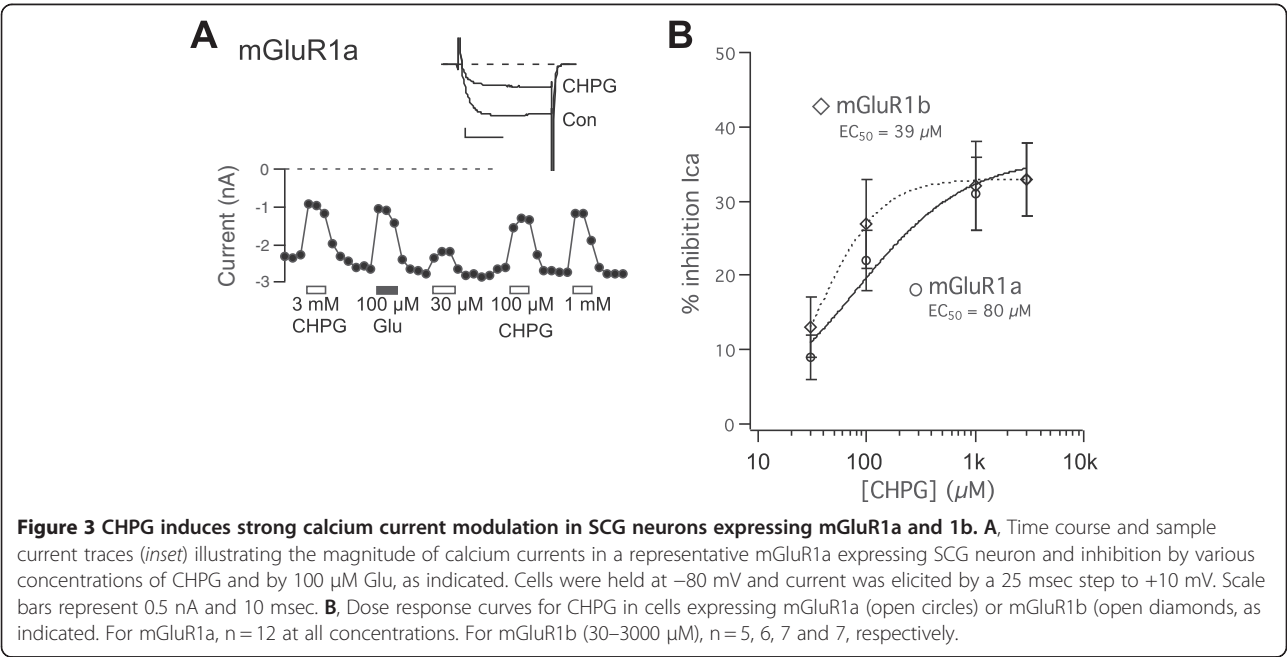 A
mGluR1a
CHPG
Con
Current (nA)
0
-1
-2
-3
3 mM
CHPG
100 µM
Glu
30 µM
100 µM
CHPG
1 mM
B
50
40
30
20
10
0
% inhibition Ica
mGluR1b
EC50 = 39 µM
mGluR1a
EC50 = 80 µM
10
100
1k
10k
[CHPG] (µM)
Figure 3 CHPG induces strong calcium current modulation in SCG neurons expressing mGluR1a and 1b. A, Time course and sample
current traces (inset) illustrating the magnitude of calcium currents in a representative mGluR1a expressing SCG neuron and inhibition by various
concentrations of CHPG and by 100 µM Glu, as indicated. Cells were held at −80 mV and current was elicited by a 25 msec step to +10 mV. Scale
bars represent 0.5 nA and 10 msec. B, Dose response curves for CHPG in cells expressing mGluR1a (open circles) or mGluR1b (open diamonds, as
indicated. For mGluR1a, n = 12 at all concentrations. For mGluR1b (30–3000 µM), n = 5, 6, 7 and 7, respectively.